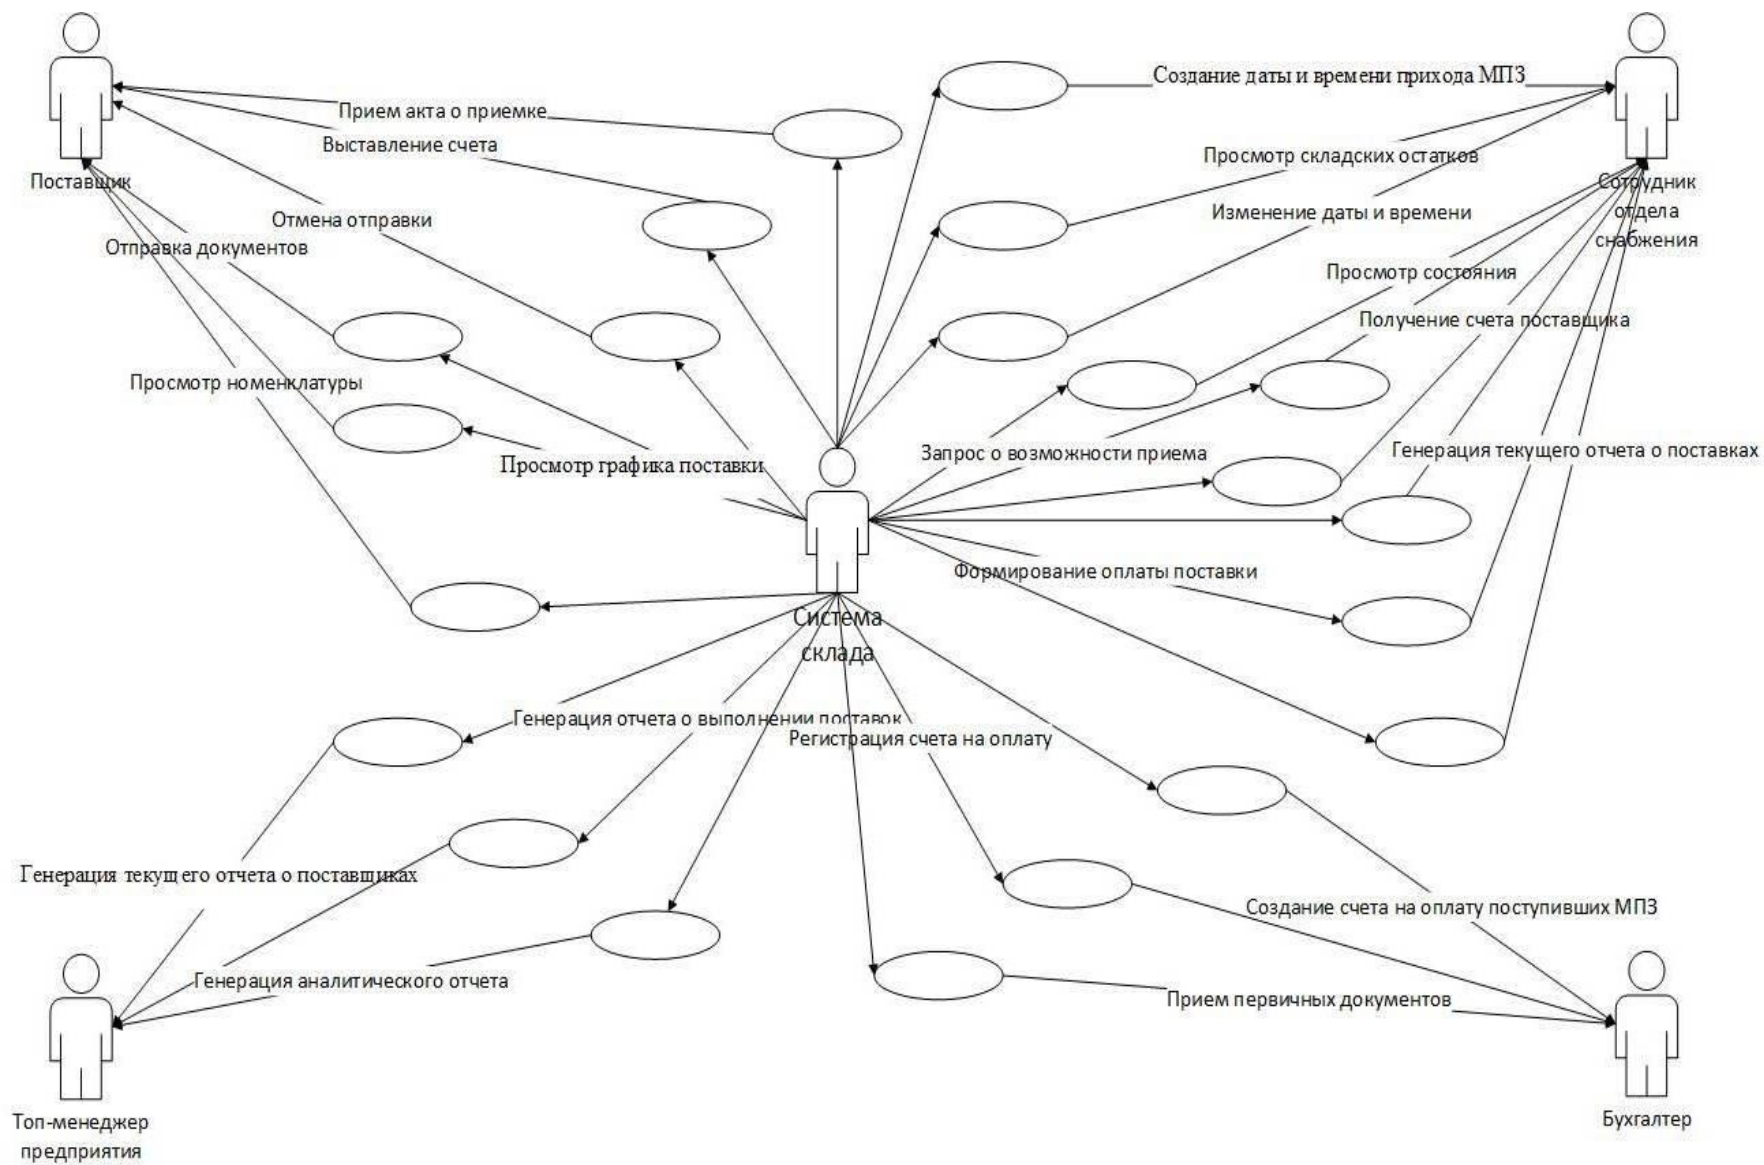 Создание даты и времени прихода МПЗ
Прием акта о приемке
Выставление счета
Просмотр складских остатков
Поставщик
Сотрудник
отдела
снабжения
Отмена отправки
Изменение даты и времени
Отправка документов
Просмотр состояния
Получение счета поставщика
Просмотр номенклатуры
Просмотр графика поставки
Запрос о возможности приема
Генерация текущего отчета о поставках
Формирование оплаты поставки
Система
склада
Генерация отчета о выполнении поставок
Регистрация счета на оплату
Генерация текущего отчета о поставщиках
Создание счета на оплату поступивших МПЗ
Генерация аналитического отчета
Прием первичных документов
Топ-менеджер
предприятия
Бухгалтер